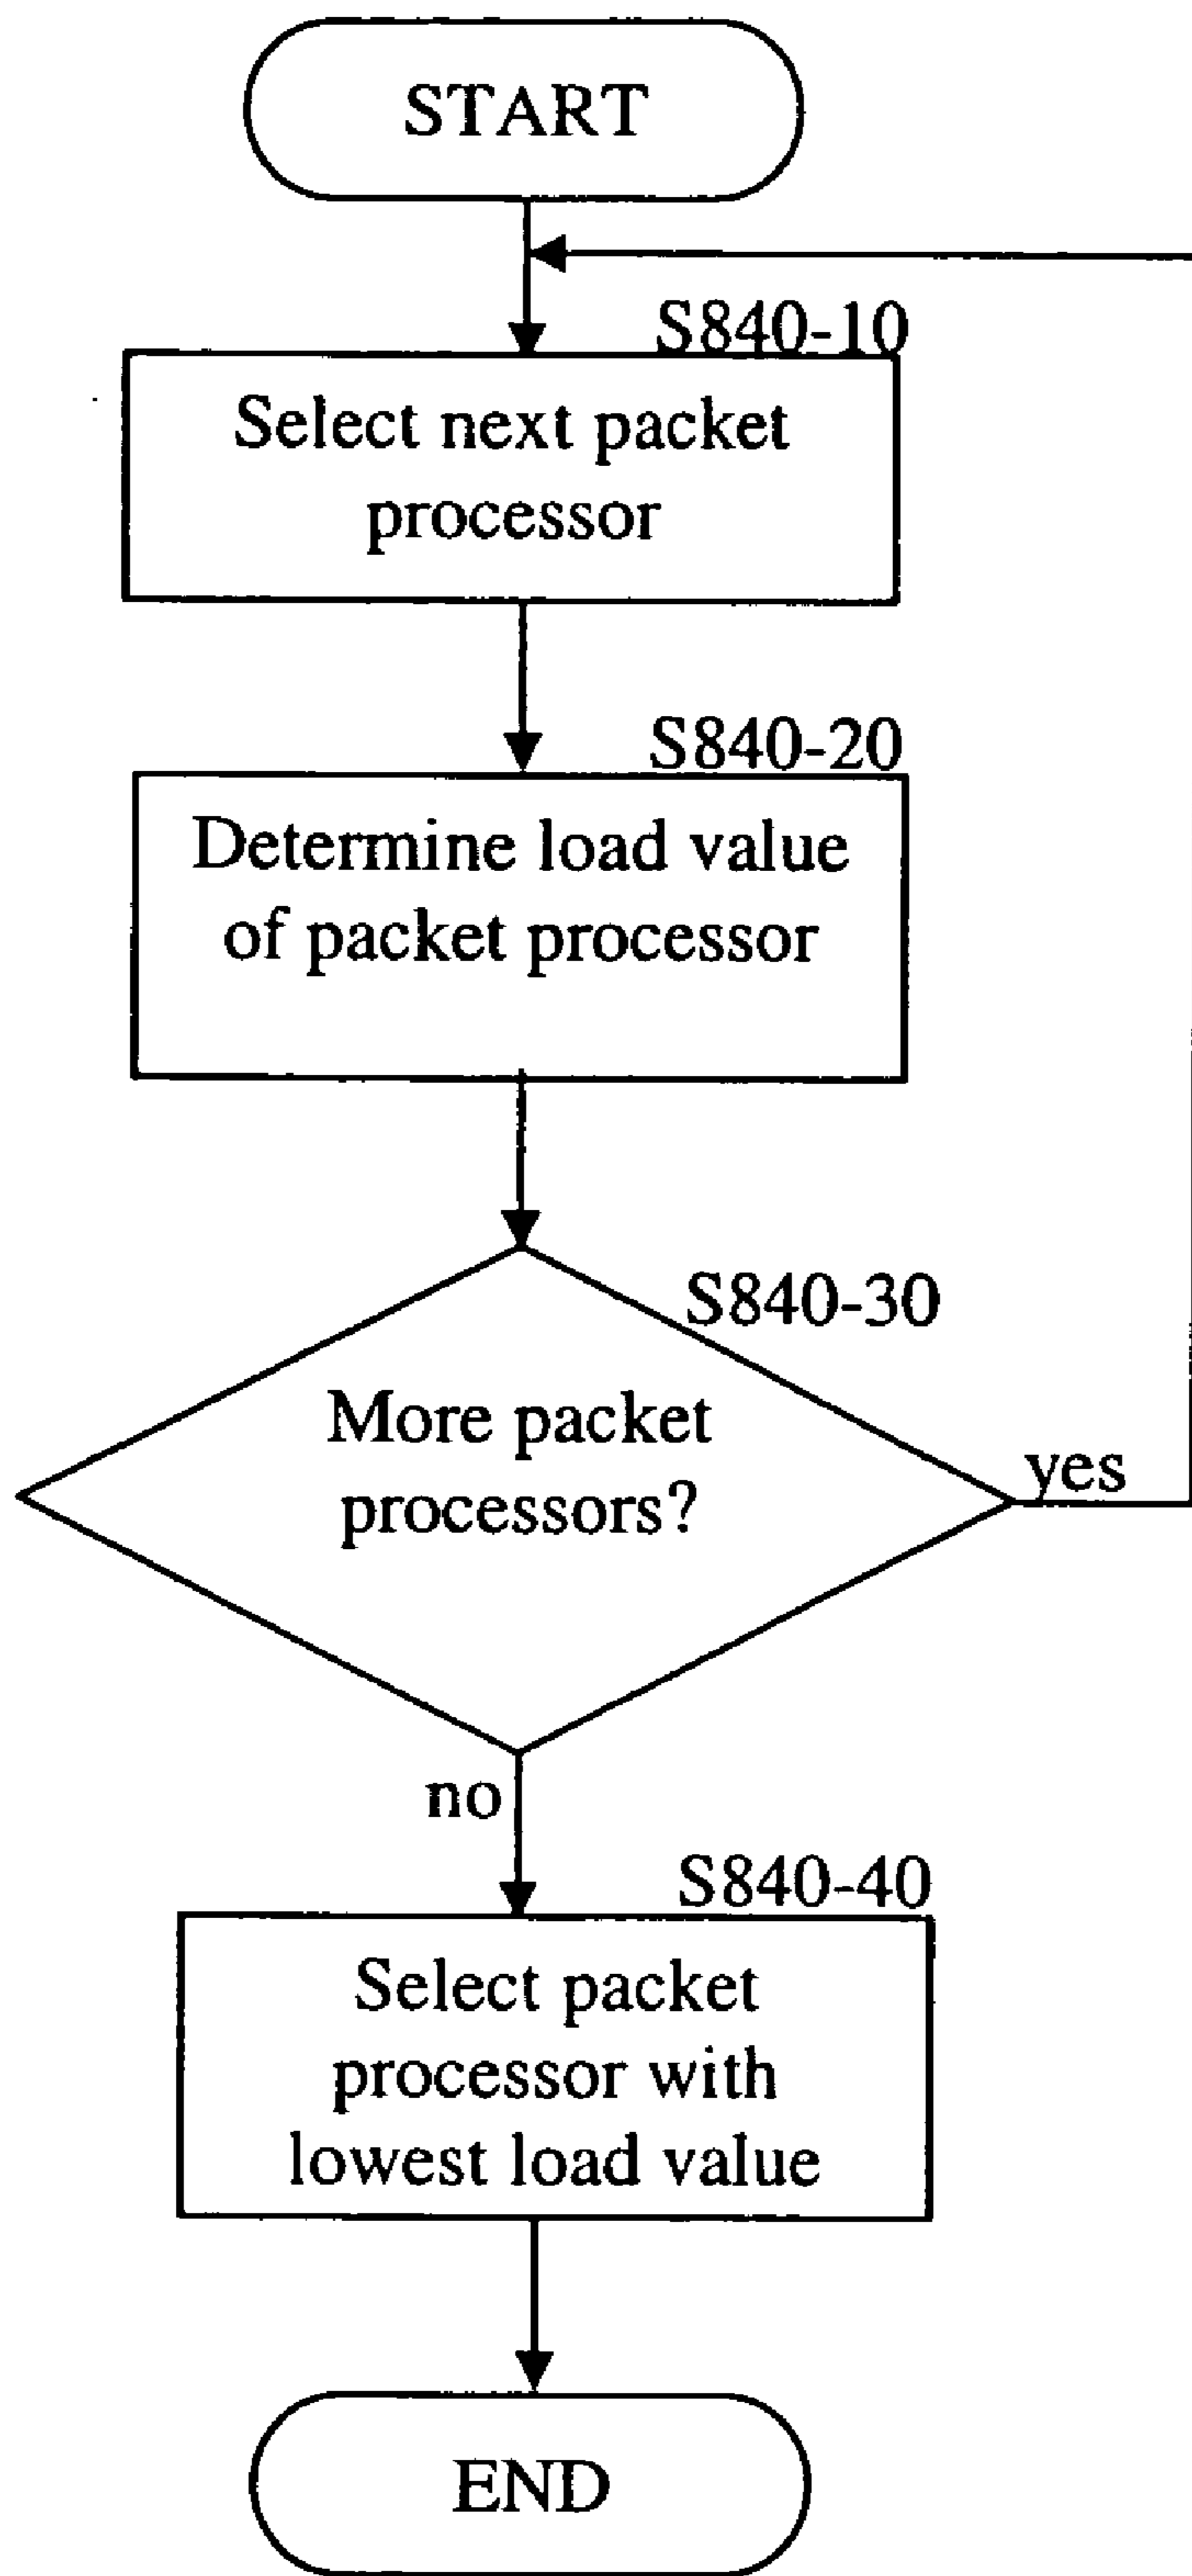 START
S840-10
Select next packet
processor
S840-20
Determine load value
of packet processor
S840-30
More packet
processors?
yes
no
S840-40
Select packet
processor with
lowest load value
END